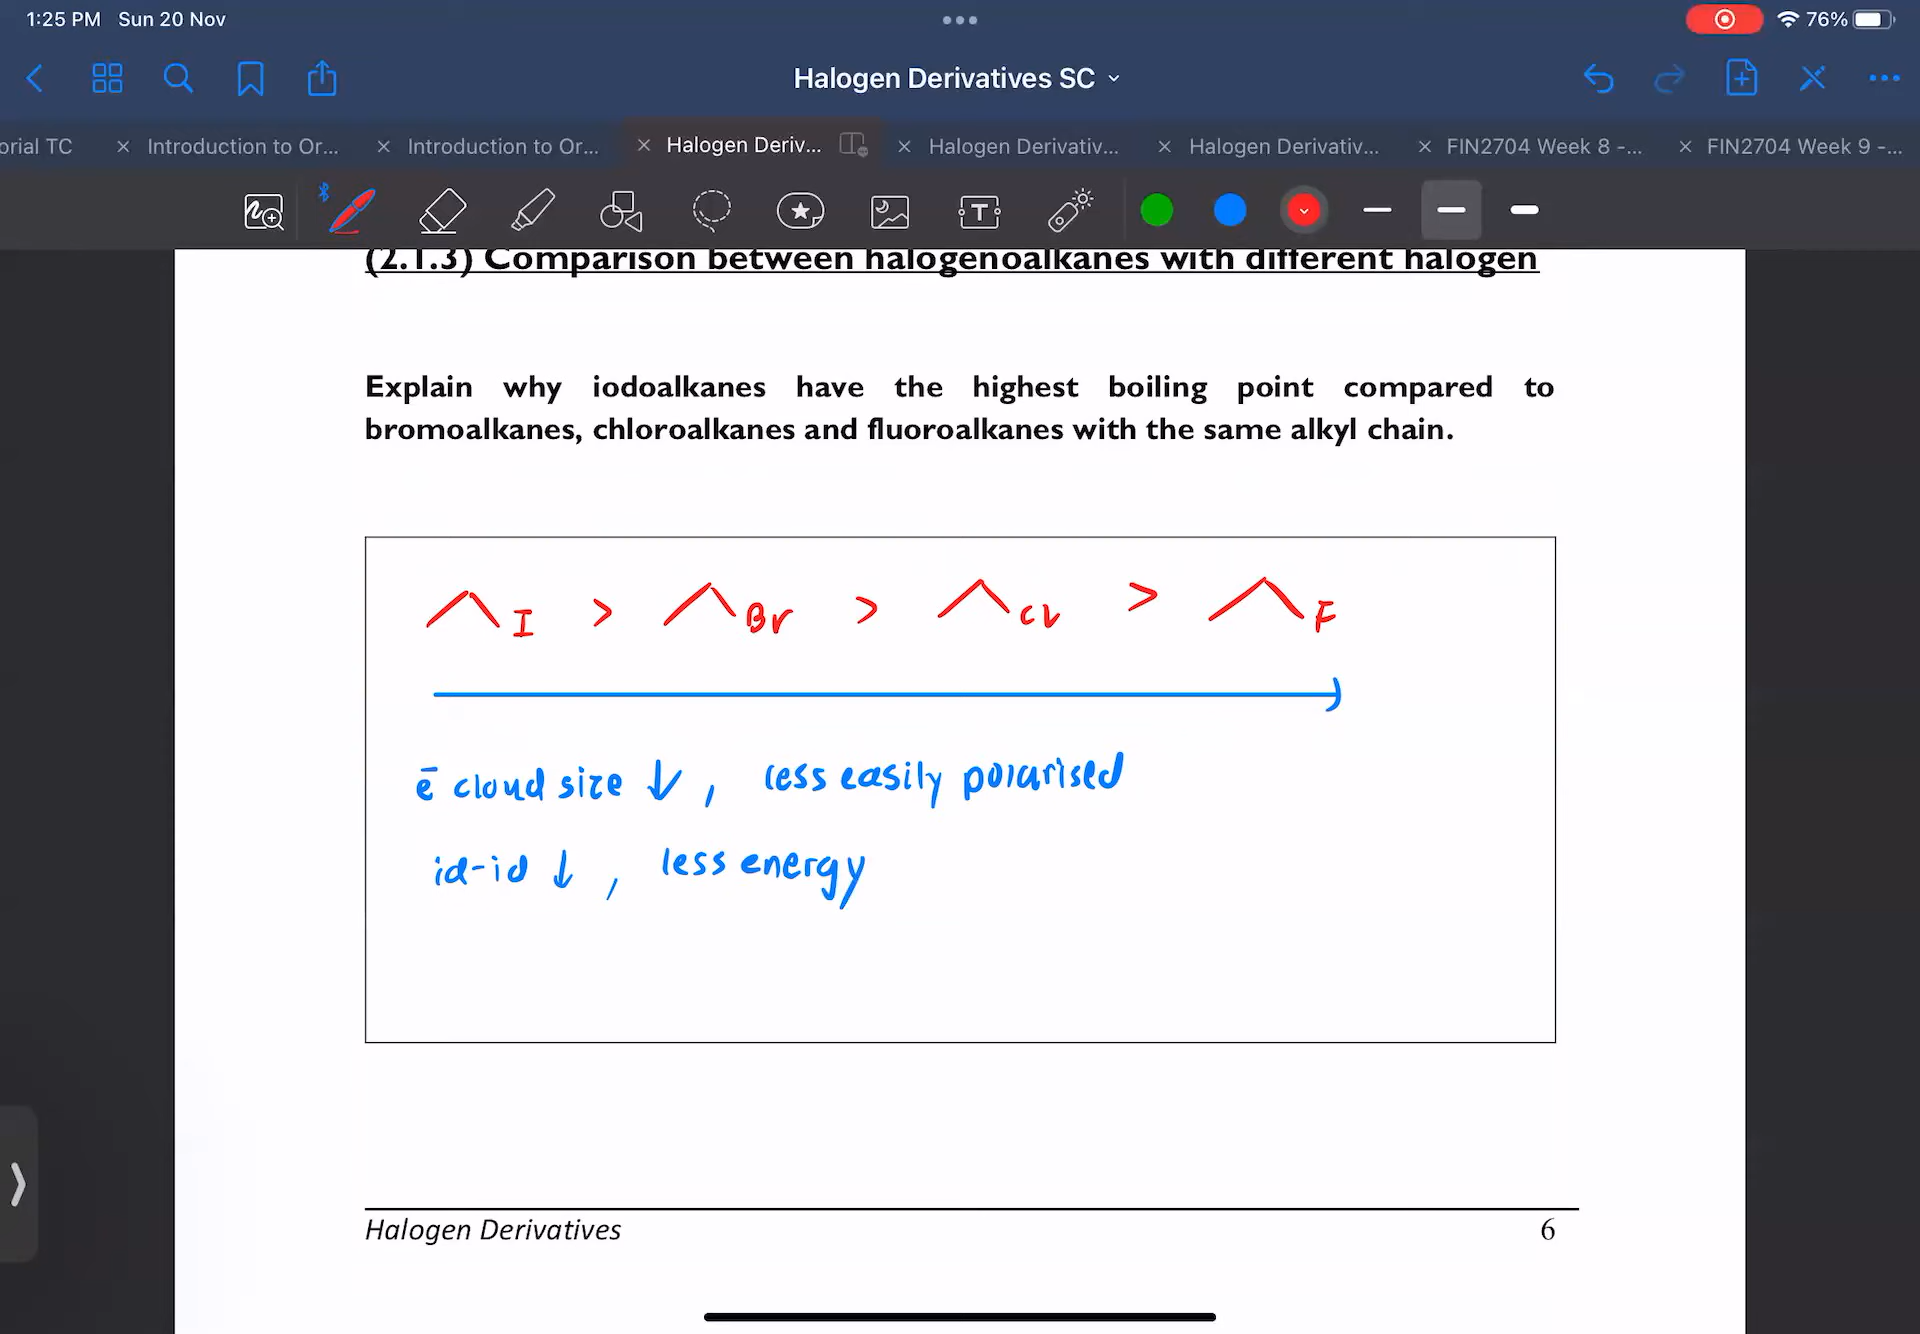 1:25 PM Sun 20 Nov
76%
Halogen Derivatives SC
orial TC
Introduction to Or...
Introduction to Or...
Halogen Deriv...
Halogen Derivativ...
Halogen Derivativ...
FIN2704 Week 8 -...
FIN2704 Week 9 -...
(2.1.3) Comparison between halogenoalkanes with different halogen
Explain why iodoalkanes have the highest boiling point compared to
bromoalkanes, chloroalkanes and fluoroalkanes with the same alkyl chain.
I > Br > Cl > F
ē cloud size ↓, less easily polarised
id-id ↓, less energy
Halogen Derivatives 6